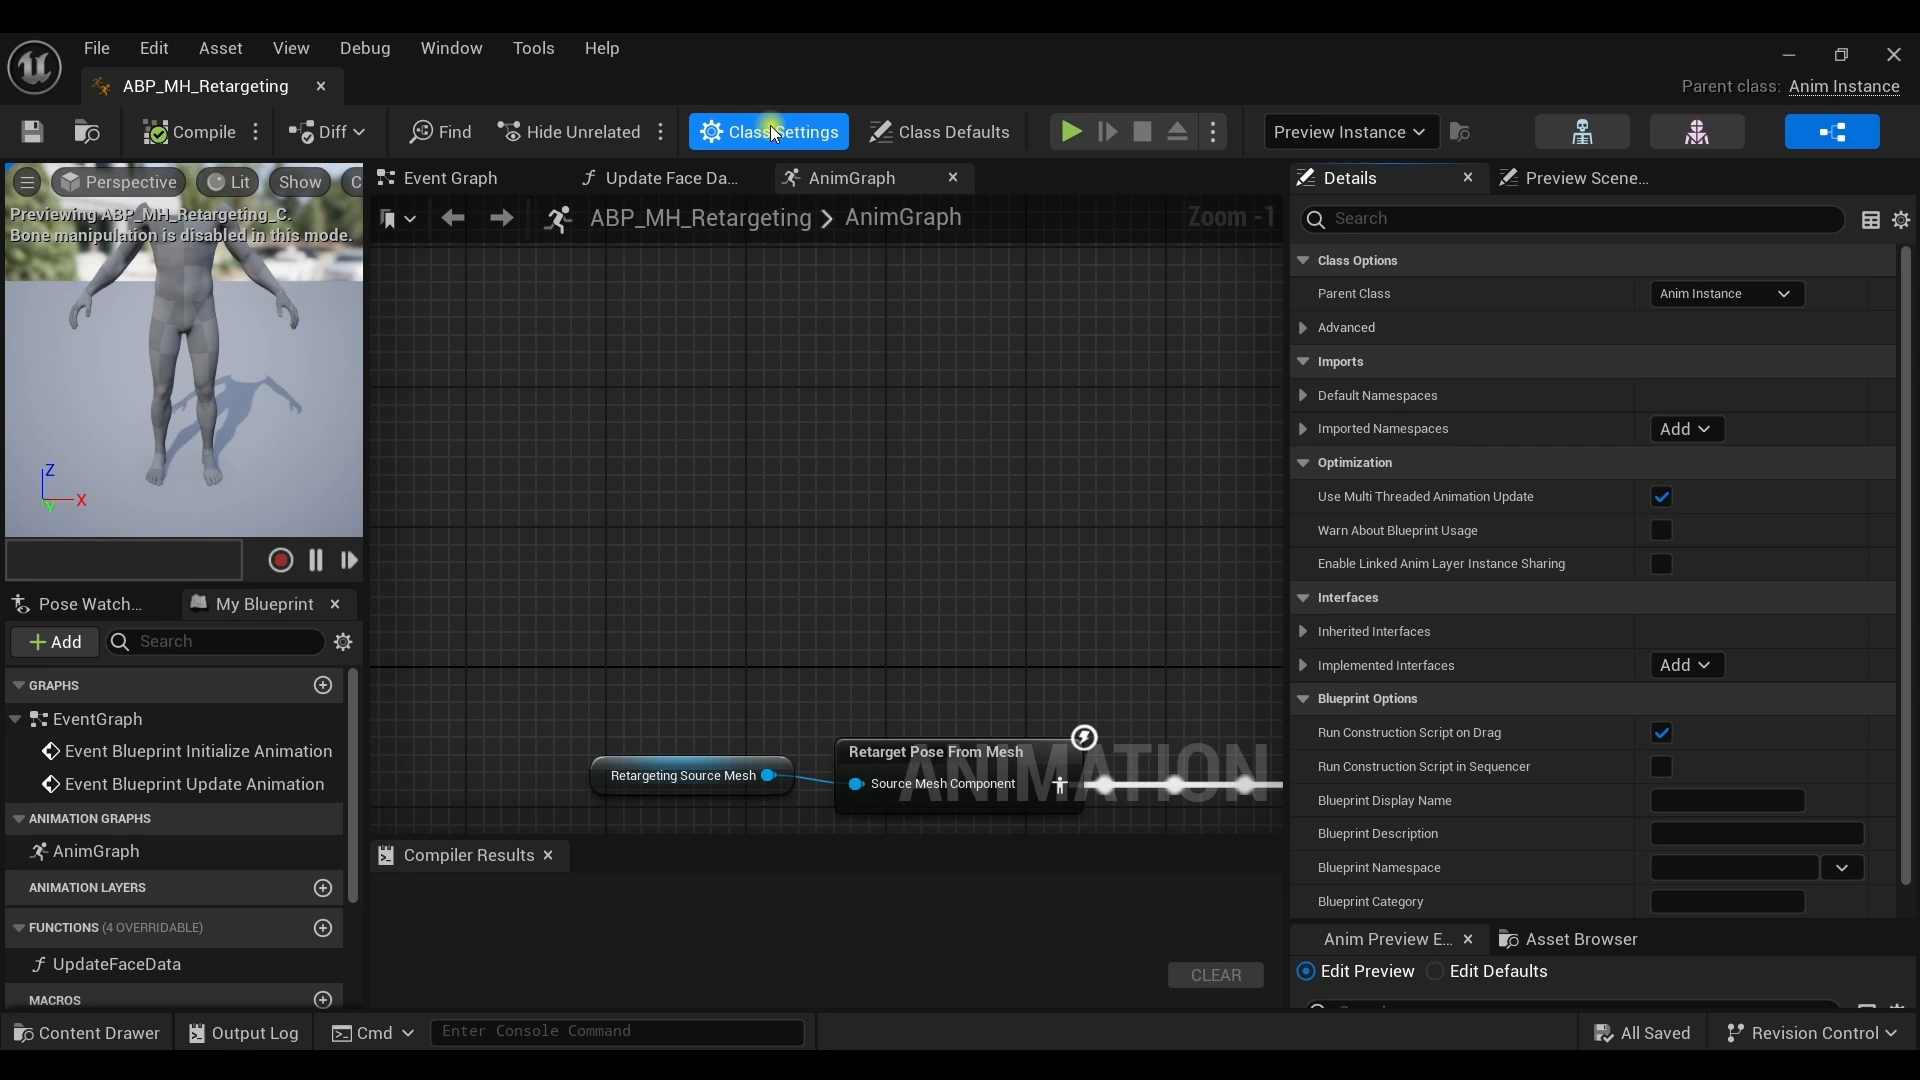 File Edit Asset View Debug Window Tools Help
ABP_MH_Retargeting
Parent class: Anim Instance
Compile Diff Find Hide Unrelated Class Settings Class Defaults Preview Instance
Perspective Lit Show C
Previewing ABP_MH_Retargeting_C.
Bone manipulation is disabled in this mode.
Z
X
Y
Event Graph Update Face Da... AnimGraph
ABP_MH_Retargeting > AnimGraph
Zoom -1
Retargeting Source Mesh
Retarget Pose From Mesh
Source Mesh Component
ANIMATION
Compiler Results
CLEAR
Pose Watch... My Blueprint
+ Add Search
GRAPHS
EventGraph
Event Blueprint Initialize Animation
Event Blueprint Update Animation
ANIMATION GRAPHS
AnimGraph
ANIMATION LAYERS
FUNCTIONS (4 OVERRIDABLE)
UpdateFaceData
MACROS
Details Preview Scene...
Search
Class Options
Parent Class Anim Instance
Advanced
Imports
Default Namespaces
Imported Namespaces Add
Optimization
Use Multi Threaded Animation Update
Warn About Blueprint Usage
Enable Linked Anim Layer Instance Sharing
Interfaces
Inherited Interfaces
Implemented Interfaces Add
Blueprint Options
Run Construction Script on Drag
Run Construction Script in Sequencer
Blueprint Display Name
Blueprint Description
Blueprint Namespace
Blueprint Category
Anim Preview E... Asset Browser
Edit Preview Edit Defaults
Content Drawer Output Log Cmd Enter Console Command All Saved Revision Control